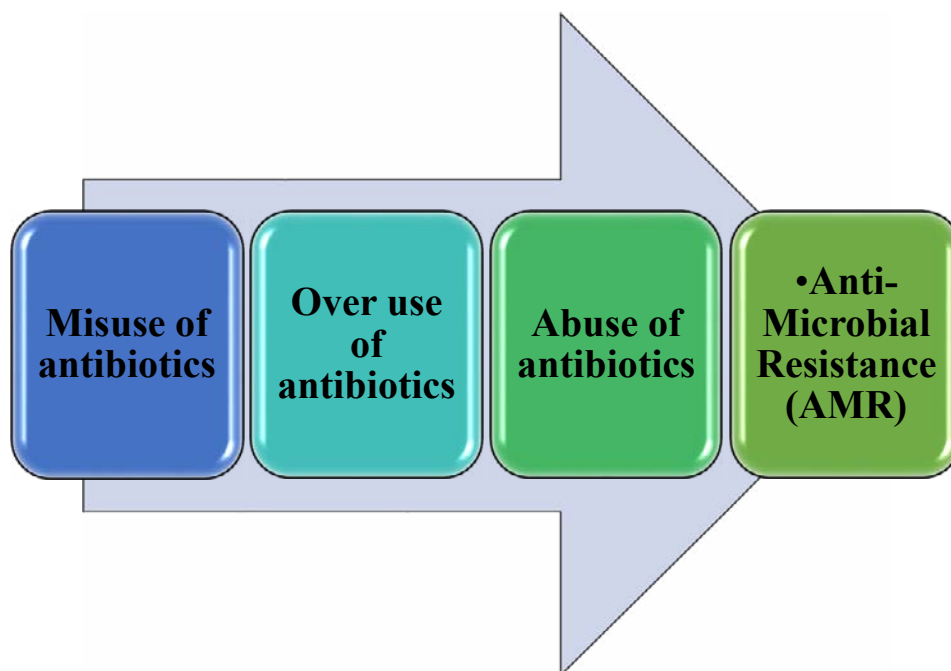 Misuse of
antibiotics
Over use
of
antibiotics
Abuse of
antibiotics
•Anti-
Microbial
Resistance
(AMR)